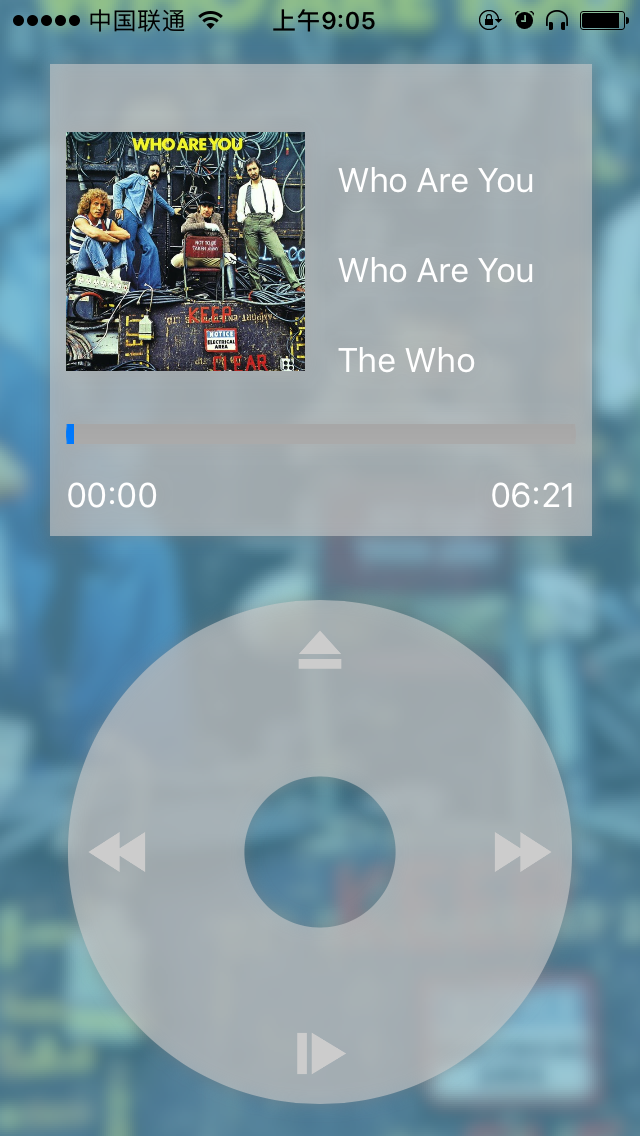 中国联通 上午9:05
WHO ARE YOU
NOT TO BE
TAKEN AWAY
KEEP
NOTICE
ELECTRICAL
AREA
CLEAR
Who Are You
Who Are You
The Who
00:00 06:21